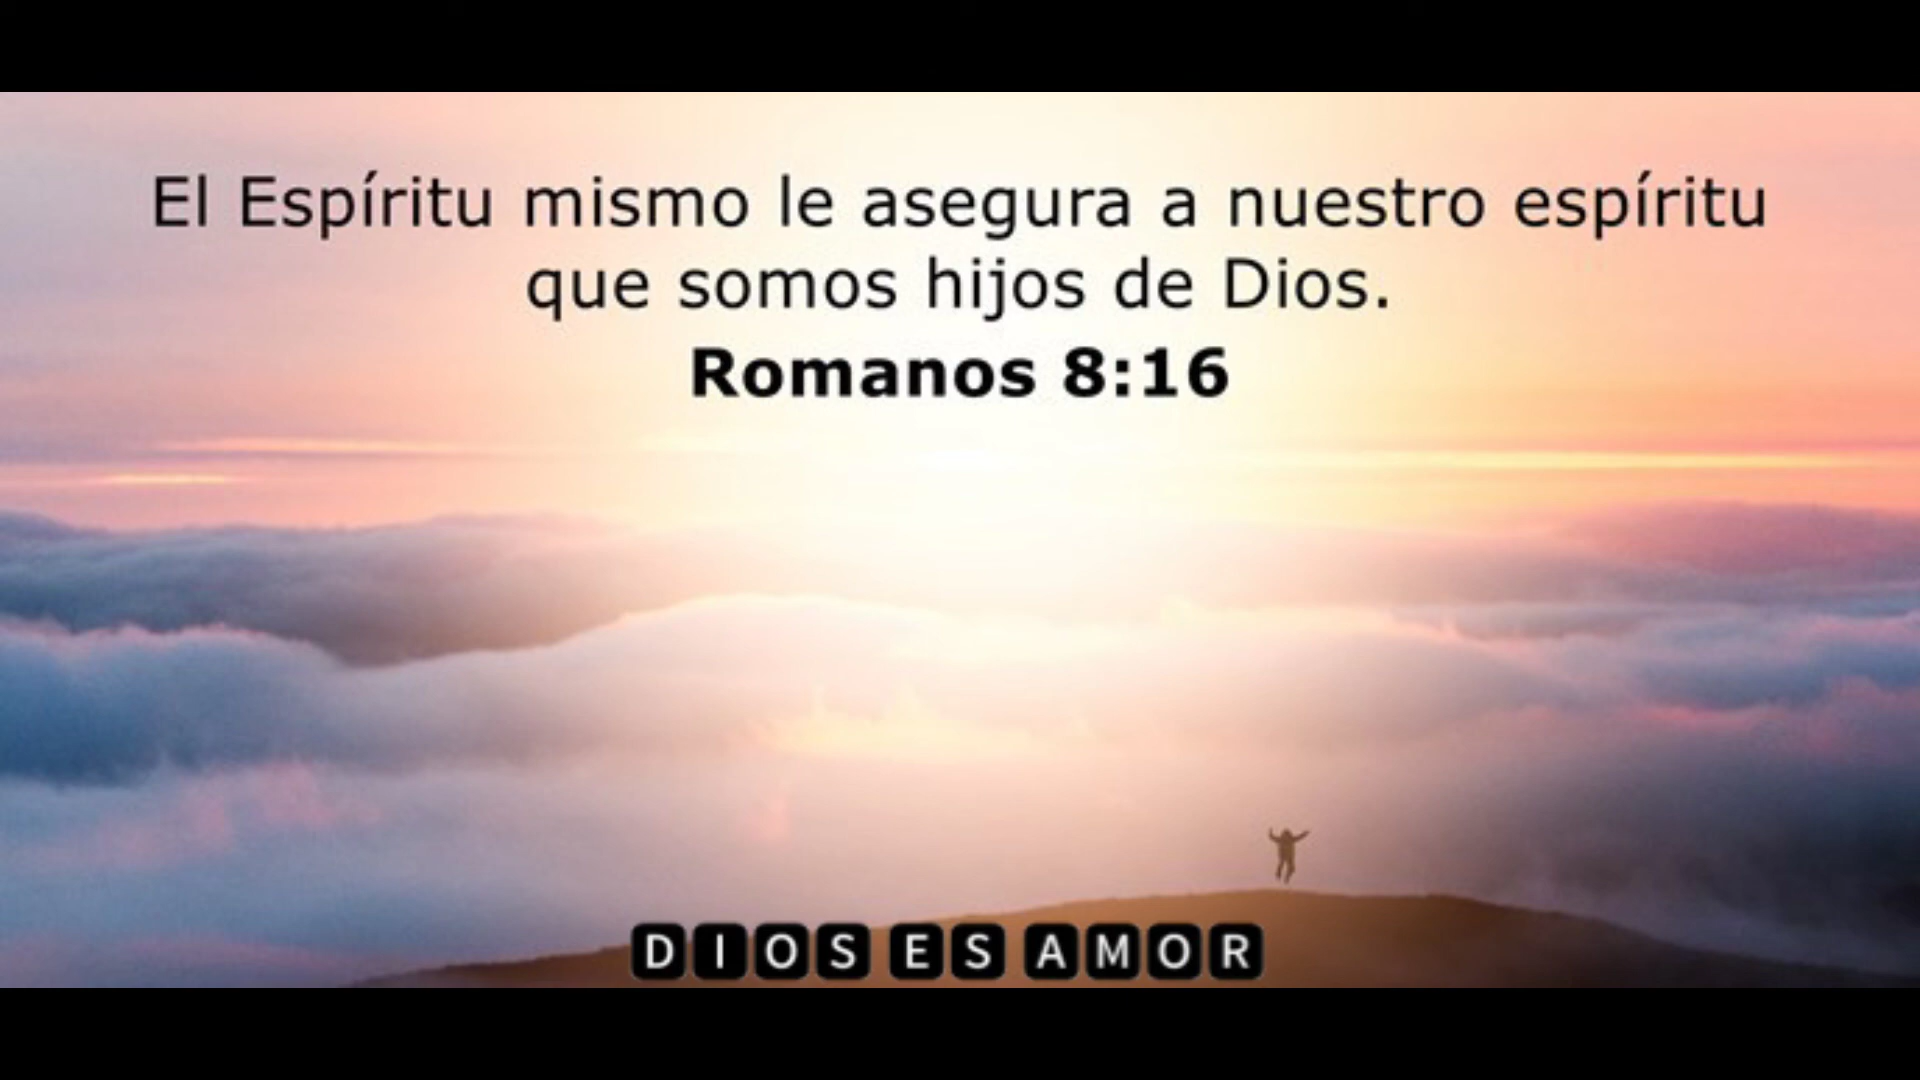 El Espíritu mismo le asegura a nuestro espíritu
que somos hijos de Dios.
Romanos 8:16
DIOS ES AMOR